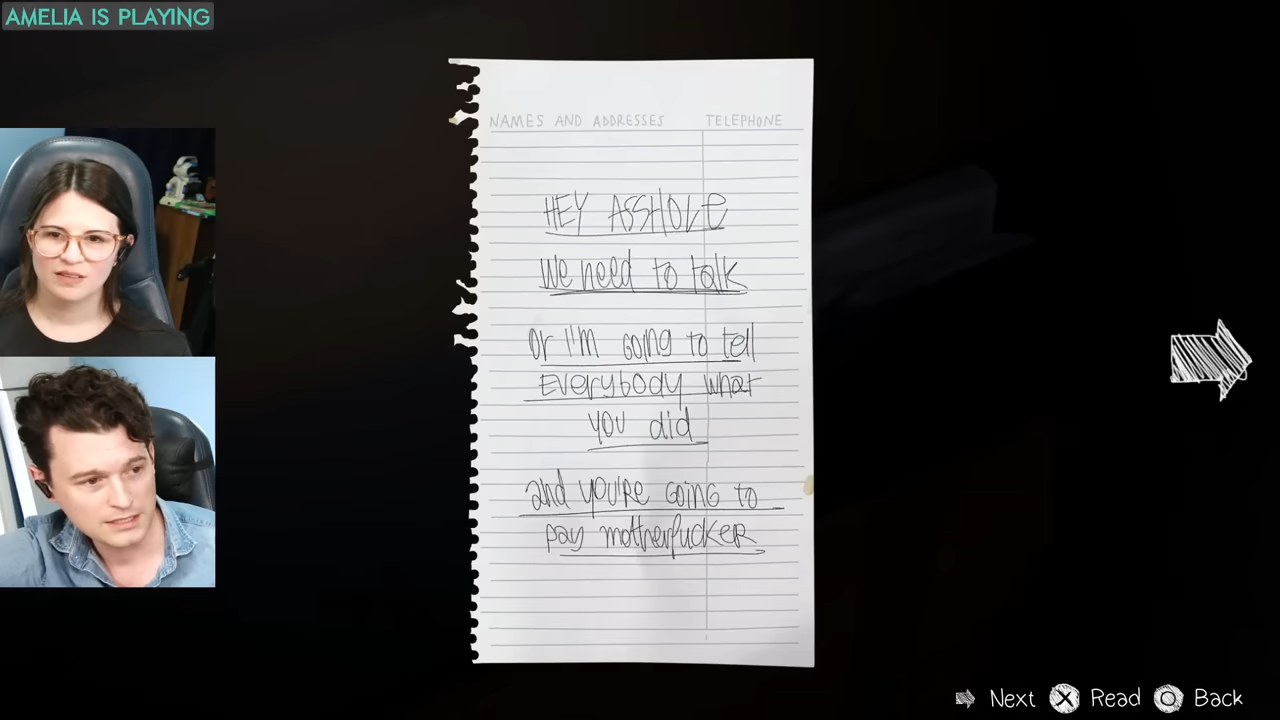 AMELIA IS PLAYING
NAMES AND ADDRESSES TELEPHONE
HEY ASSHOLE
We need to talk
Or I'm going to tell
Everybody what
you did
and you're going to
pay motherfucker
Next Read Back